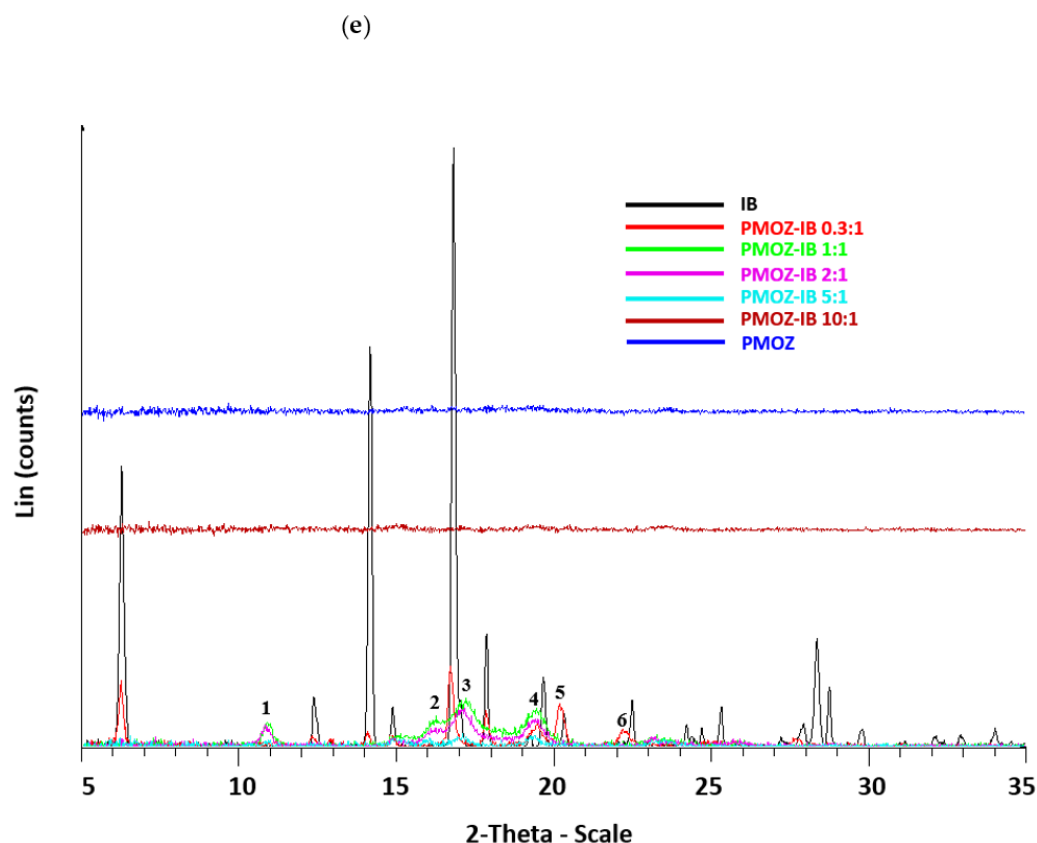 (e)
IB
PMOZ-IB 0.3:1
PMOZ-IB 1:1
PMOZ-IB 2:1
PMOZ-IB 5:1
PMOZ-IB 10:1
PMOZ
Lin (counts)
1
2
3
4
5
6
5 10 15 20 25 30 35
2-Theta - Scale